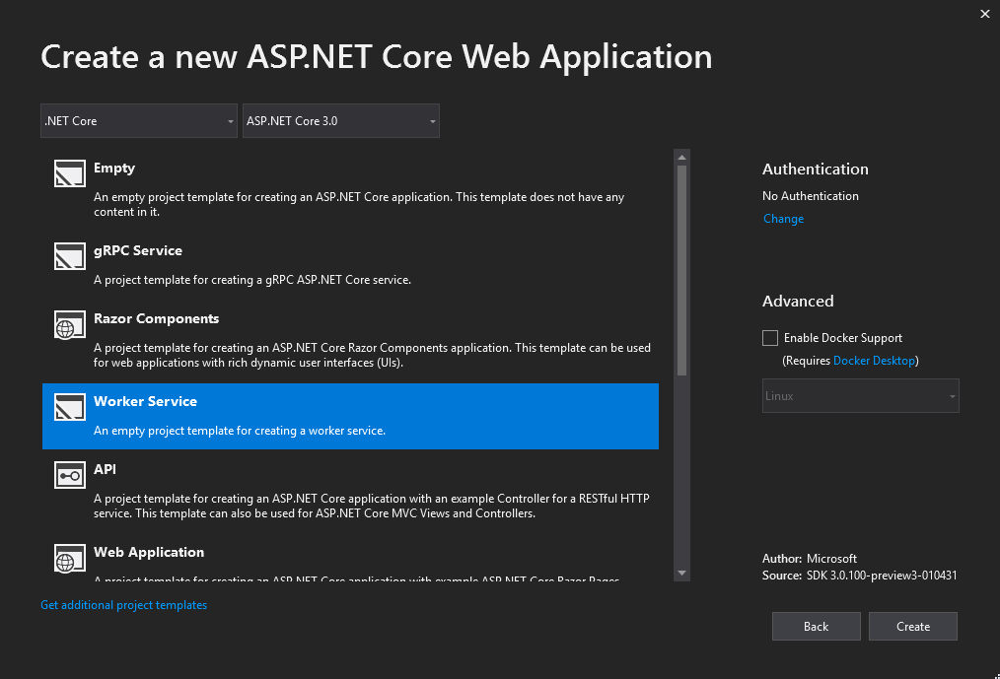 Create a new ASP.NET Core Web Application
.NET Core
ASP.NET Core 3.0
Empty
An empty project template for creating an ASP.NET Core application. This template does not have any
content in it.
gRPC Service
A project template for creating a gRPC ASP.NET Core service.
Razor Components
A project template for creating an ASP.NET Core Razor Components application. This template can be used
for web applications with rich dynamic user interfaces (UIs).
Worker Service
An empty project template for creating a worker service.
API
A project template for creating an ASP.NET Core application with an example Controller for a RESTful HTTP
service. This template can also be used for ASP.NET Core MVC Views and Controllers.
Web Application
A project template for creating an ASP.NET Core application with example ASP.NET Core Razor Pages
Get additional project templates
Authentication
No Authentication
Change
Advanced
Enable Docker Support
(Requires Docker Desktop)
Linux
Author: Microsoft
Source: SDK 3.0.100-preview3-010431
Back
Create